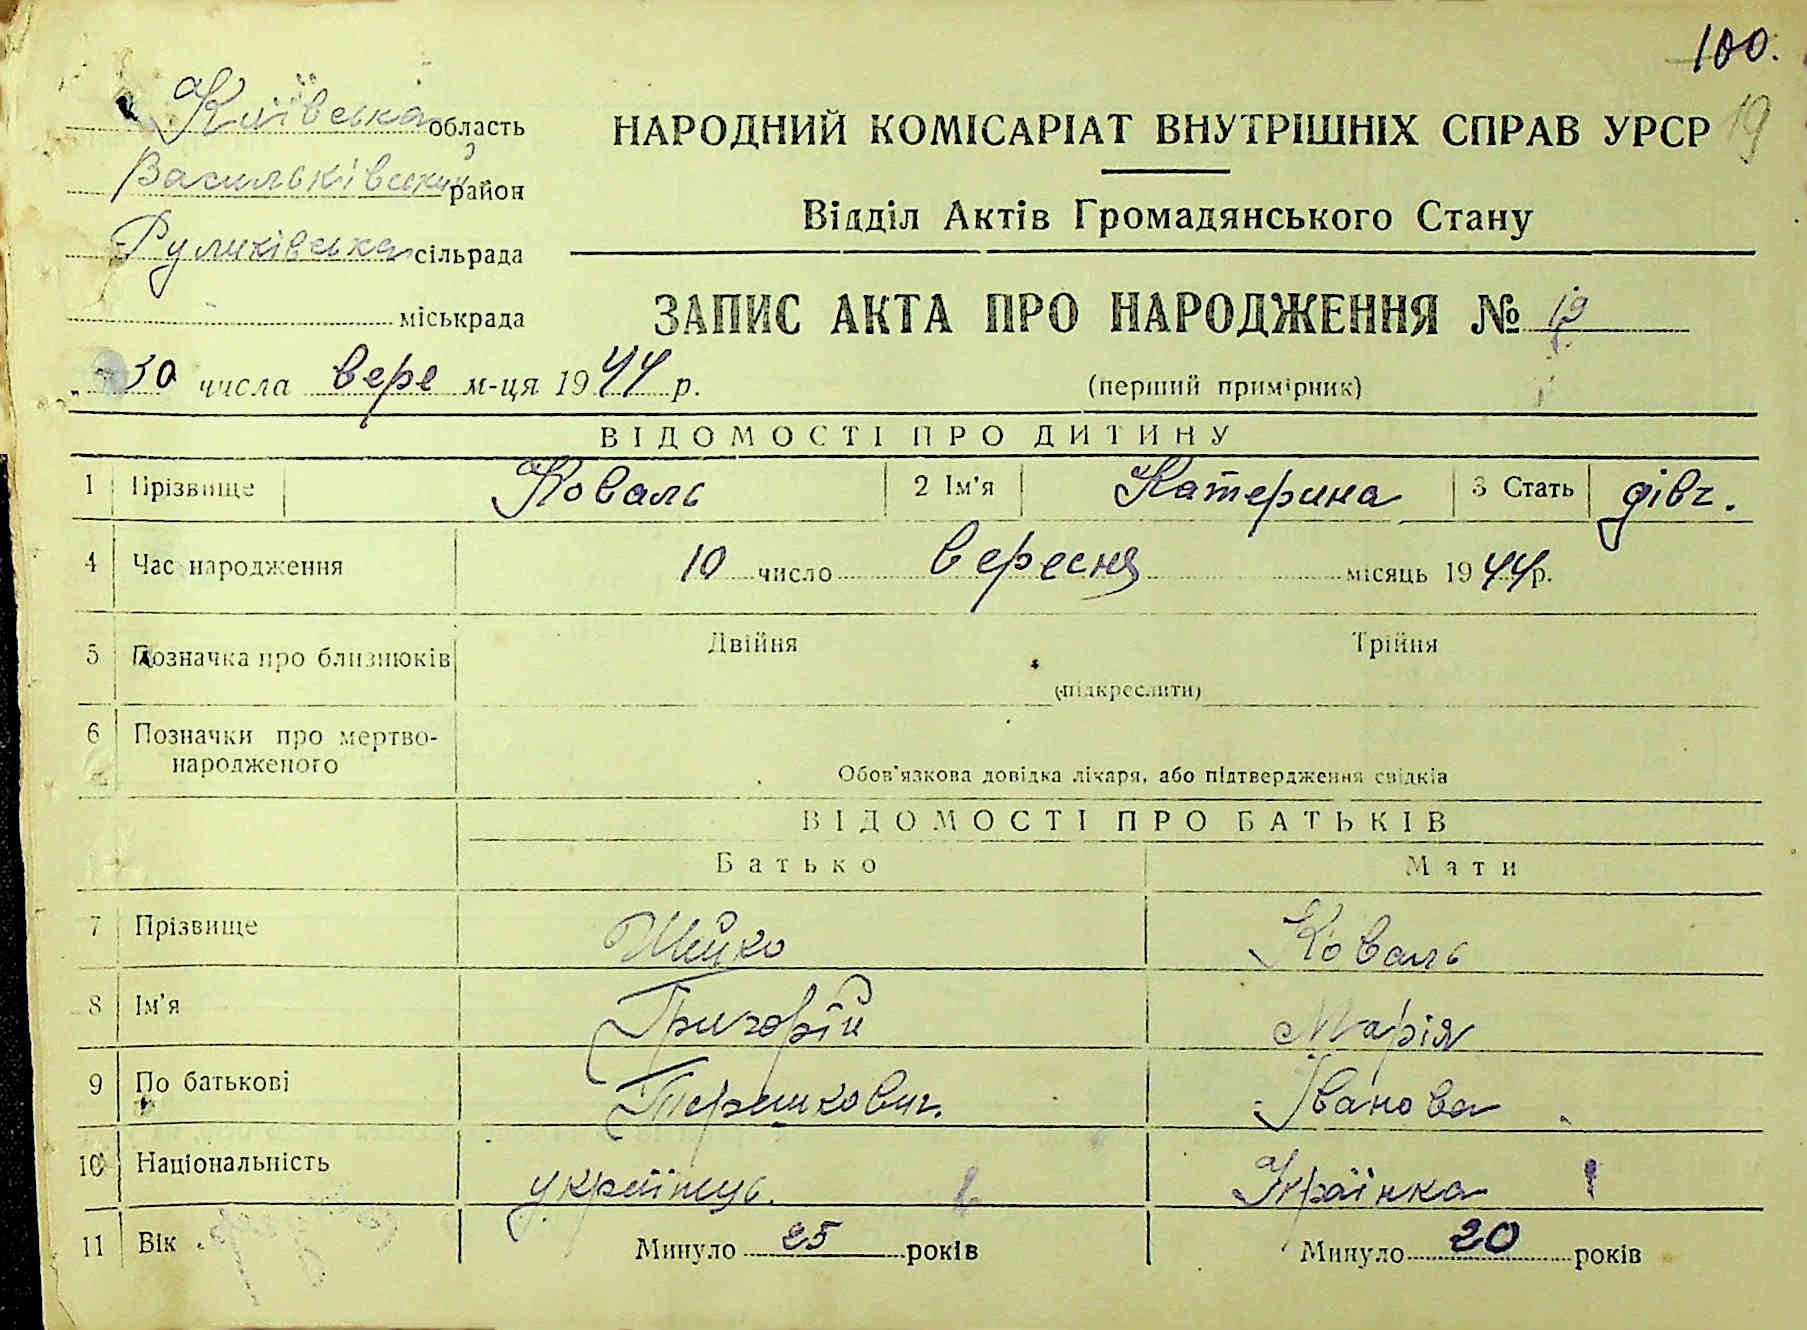 100.
19
Київська область
Васильківський район
Руликівська сільрада
міськрада
НАРОДНИЙ КОМІСАРІАТ ВНУТРІШНІХ СПРАВ УРСР
Відділ Актів Громадянського Стану
ЗАПИС АКТА ПРО НАРОДЖЕННЯ № 19
(перший примірник)
30 числа вере м-ця 1944 р.
ВІДОМОСТІ ПРО ДИТИНУ
1 Прізвище Коваль 2 Ім'я Катерина 3 Стать дівч.
4 Час народження 10 число вересня місяць 1944 р.
5 Позначка про близнюків Двійня Трійня
(підкреслити)
6 Позначки про мертво-
народженого
Обов'язкова довідка лікаря, або підтвердження свідків
ВІДОМОСТІ ПРО БАТЬКІВ
Батько Мати
7 Прізвище Шейко Коваль
8 Ім'я Григорій Марія
9 По батькові Терешкович. Іванова
10 Національність українець. Українка
11 Вік Минуло 25 років Минуло 20 років